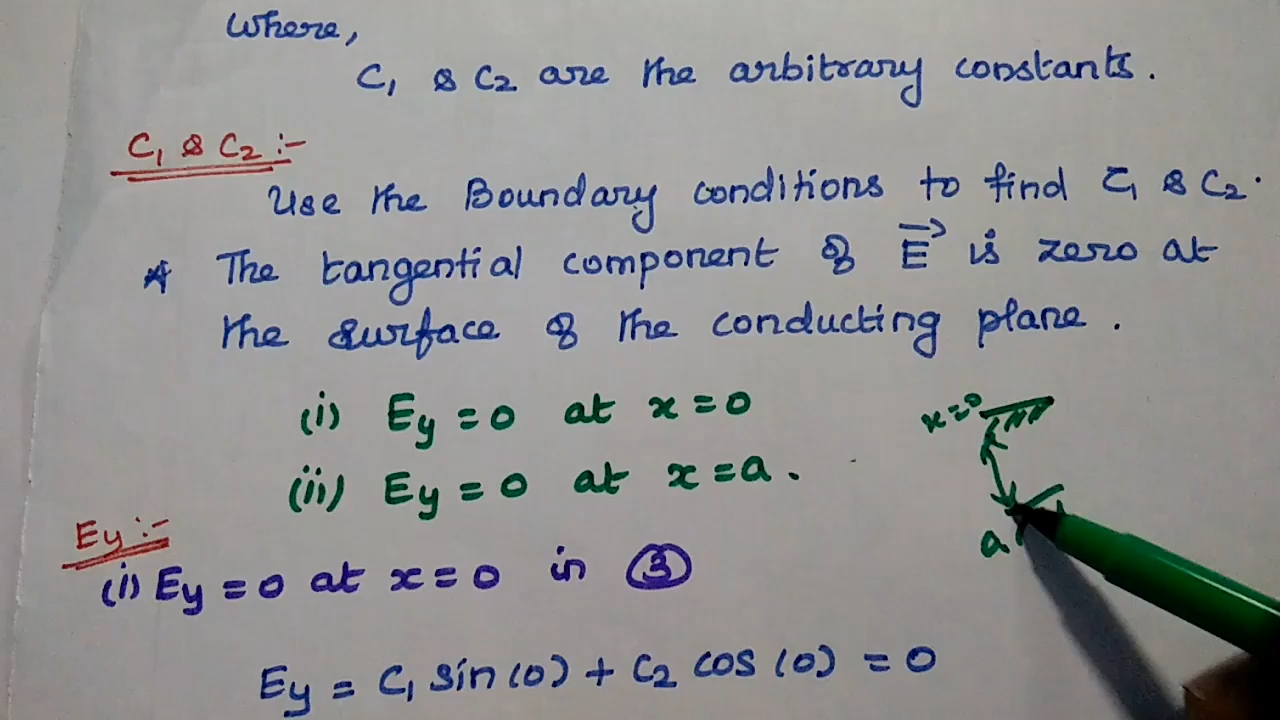 Where,
C₁ & C₂ are the arbitrary constants.
C₁ & C₂ :-
Use the Boundary conditions to find C₁ & C₂.
* The tangential component of E⃗ is zero at
the surface of the conducting plane.
(i) Ey = 0 at x = 0
(ii) Ey = 0 at x = a.
x=0
a
Ey :-
(i) Ey = 0 at x = 0 in ③
Ey = C₁ sin(0) + C₂ cos(0) = 0